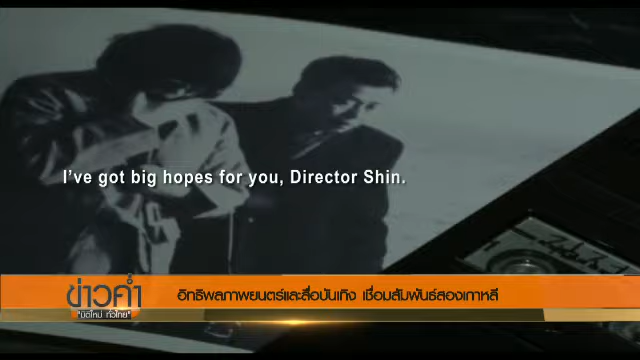 I've got big hopes for you, Director Shin.
ข่าวค่ำ
อิทธิพลภาพยนตร์และสื่อบันเทิง เชื่อมสัมพันธ์สองเกาหลี
"มิติใหม่ ทั่วไทย"